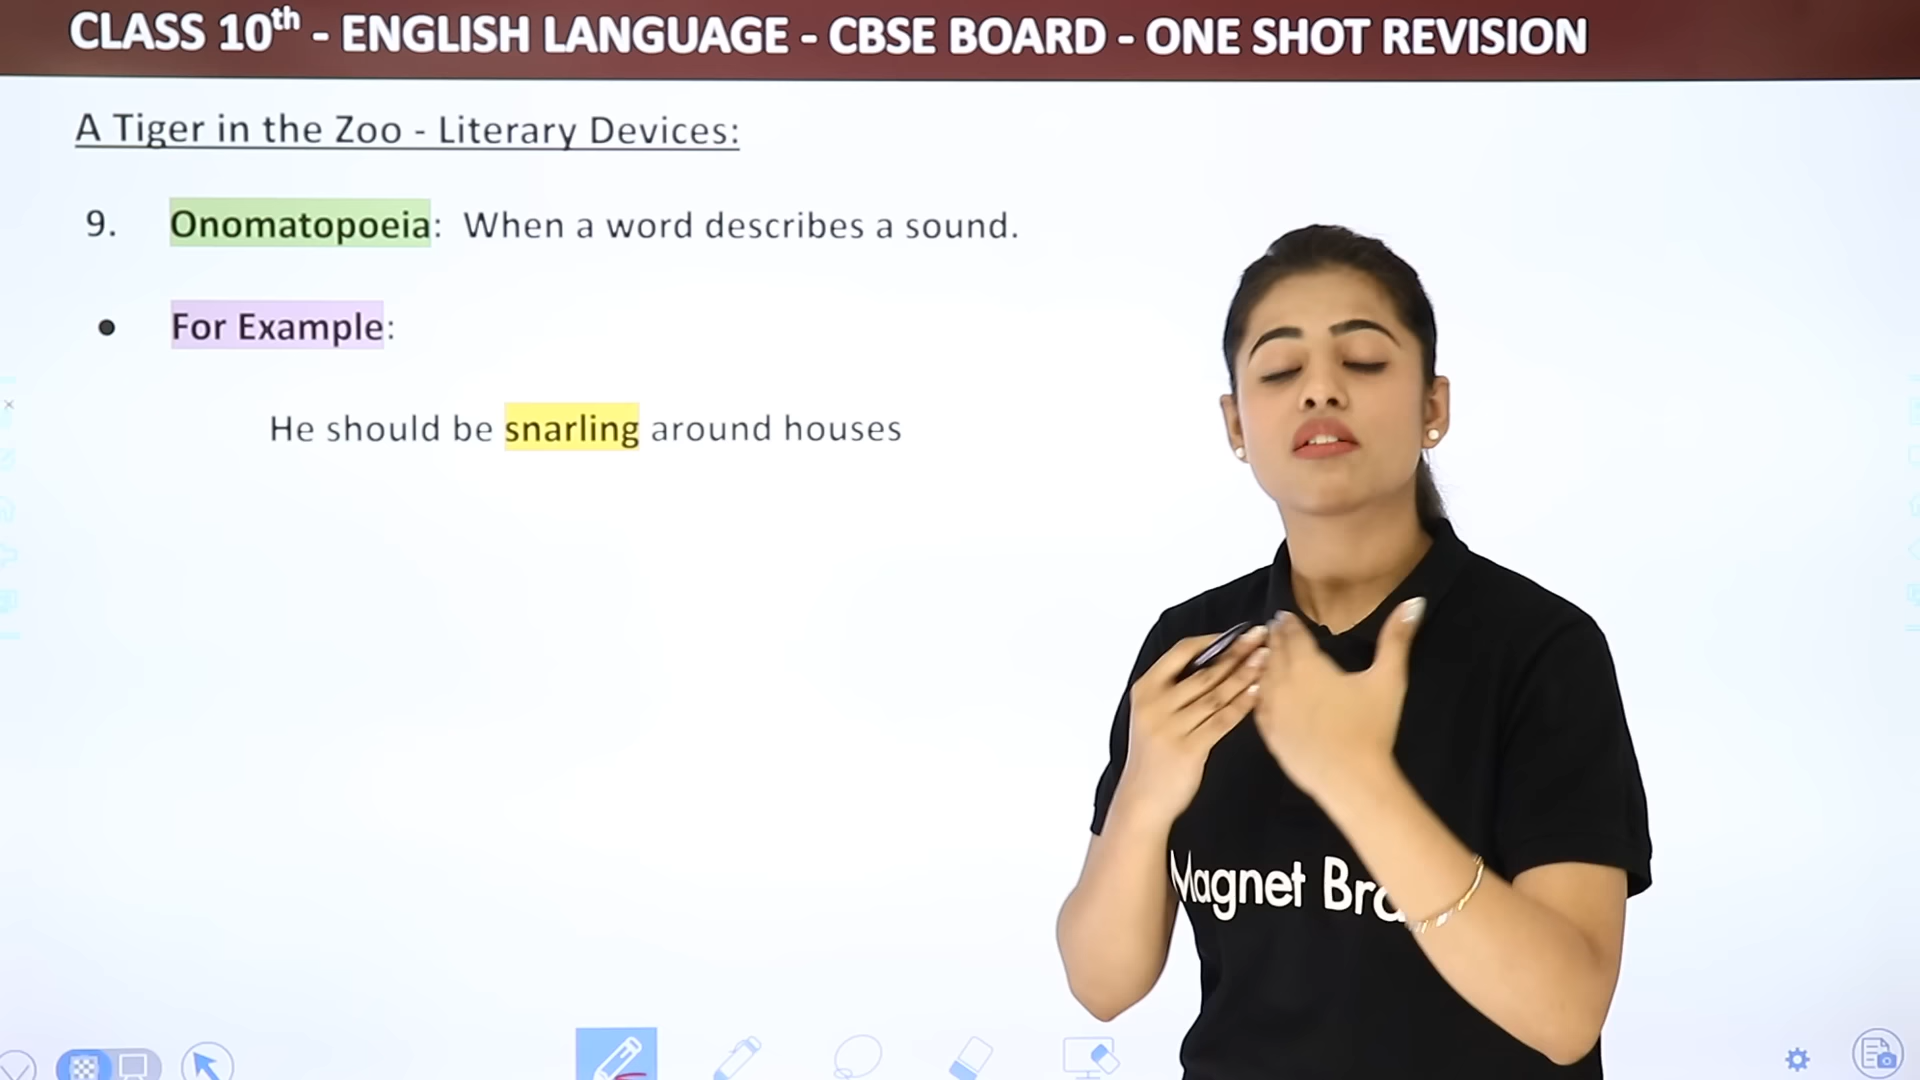 CLASS 10th - ENGLISH LANGUAGE - CBSE BOARD - ONE SHOT REVISION
A Tiger in the Zoo - Literary Devices:
9. Onomatopoeia: When a word describes a sound.
• For Example:
He should be snarling around houses
Magnet